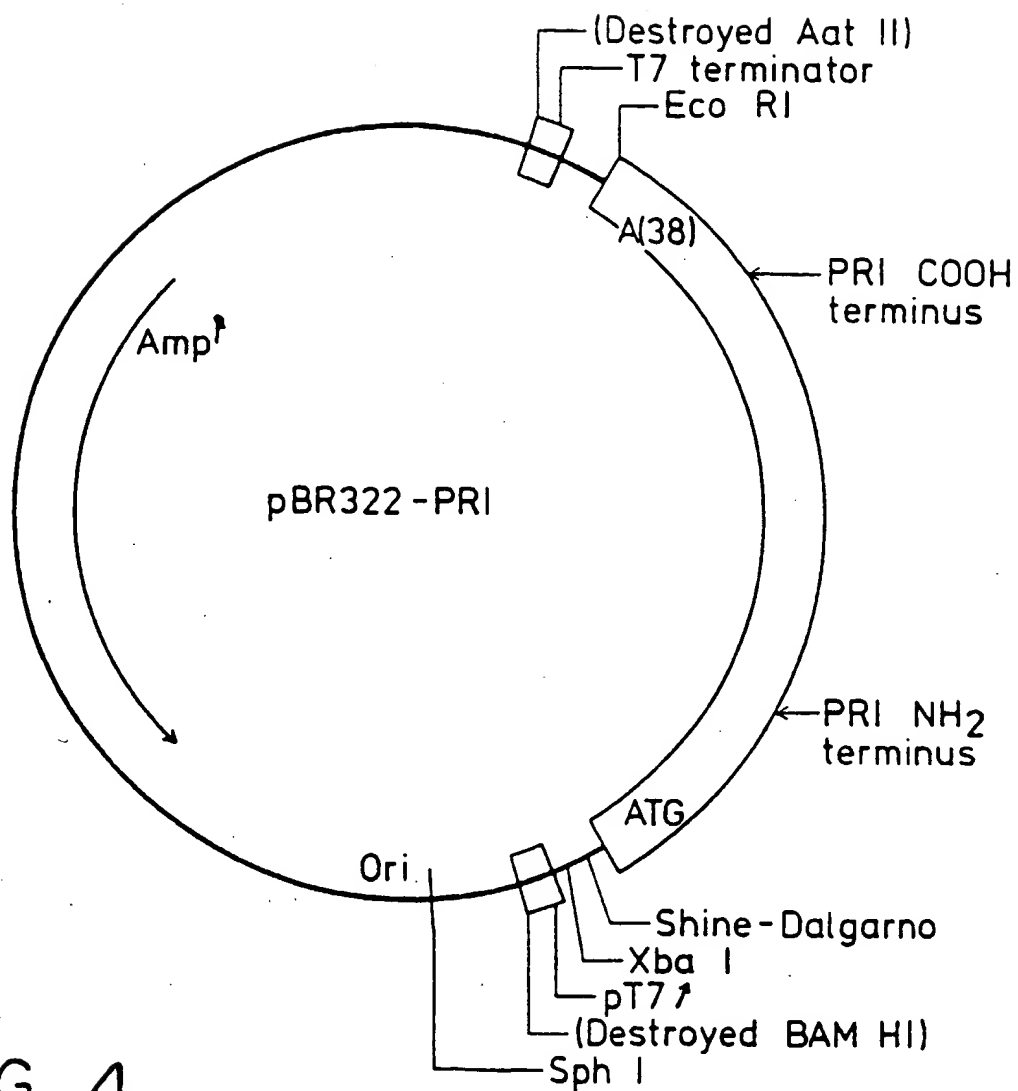 (Destroyed Aat II)
T7 terminator
Eco RI
A(38)
PRI COOH
terminus
Amp r
pBR322-PRI
PRI NH2
terminus
ATG
Ori
Shine-Dalgarno
Xba I
pT7
(Destroyed BAM HI)
Sph I